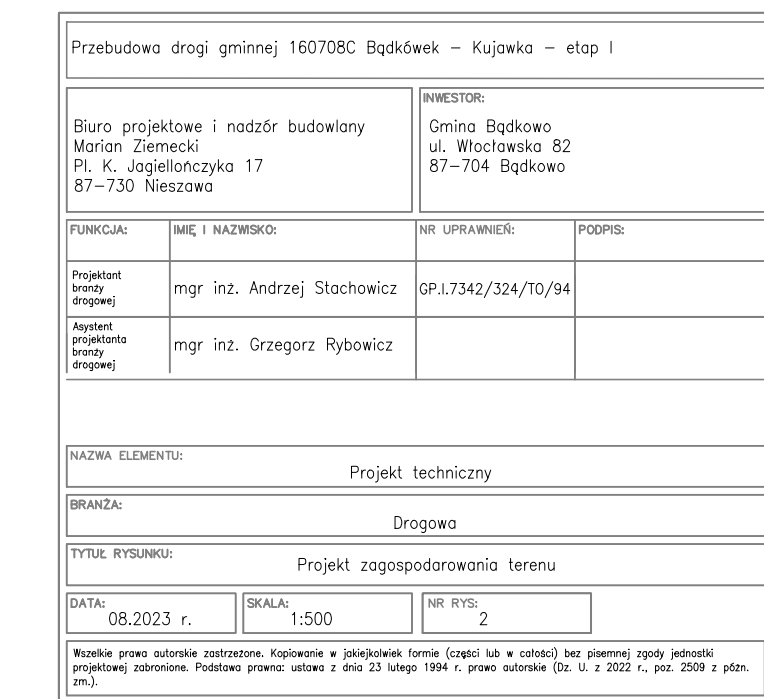 Przebudowa drogi gminnej 160708C Bądkówek – Kujawka – etap I
Biuro projektowe i nadzór budowlany
Marian Ziemecki
Pl. K. Jagiellończyka 17
87–730 Nieszawa
INWESTOR:
Gmina Bądkowo
ul. Włocławska 82
87–704 Bądkowo
FUNKCJA: IMIĘ I NAZWISKO: NR UPRAWNIEŃ: PODPIS:
Projektant
branży
drogowej
mgr inż. Andrzej Stachowicz GP.I.7342/324/TO/94
Asystent
projektanta
branży
drogowej
mgr inż. Grzegorz Rybowicz
NAZWA ELEMENTU:
Projekt techniczny
BRANŻA:
Drogowa
TYTUŁ RYSUNKU:
Projekt zagospodarowania terenu
DATA:
08.2023 r.
SKALA:
1:500
NR RYS:
2
Wszelkie prawa autorskie zastrzeżone. Kopiowanie w jakiejkolwiek formie (części lub w całości) bez pisemnej zgody jednostki
projektowej zabronione. Podstawa prawna: ustawa z dnia 23 lutego 1994 r. prawo autorskie (Dz. U. z 2022 r., poz. 2509 z późn.
zm.).